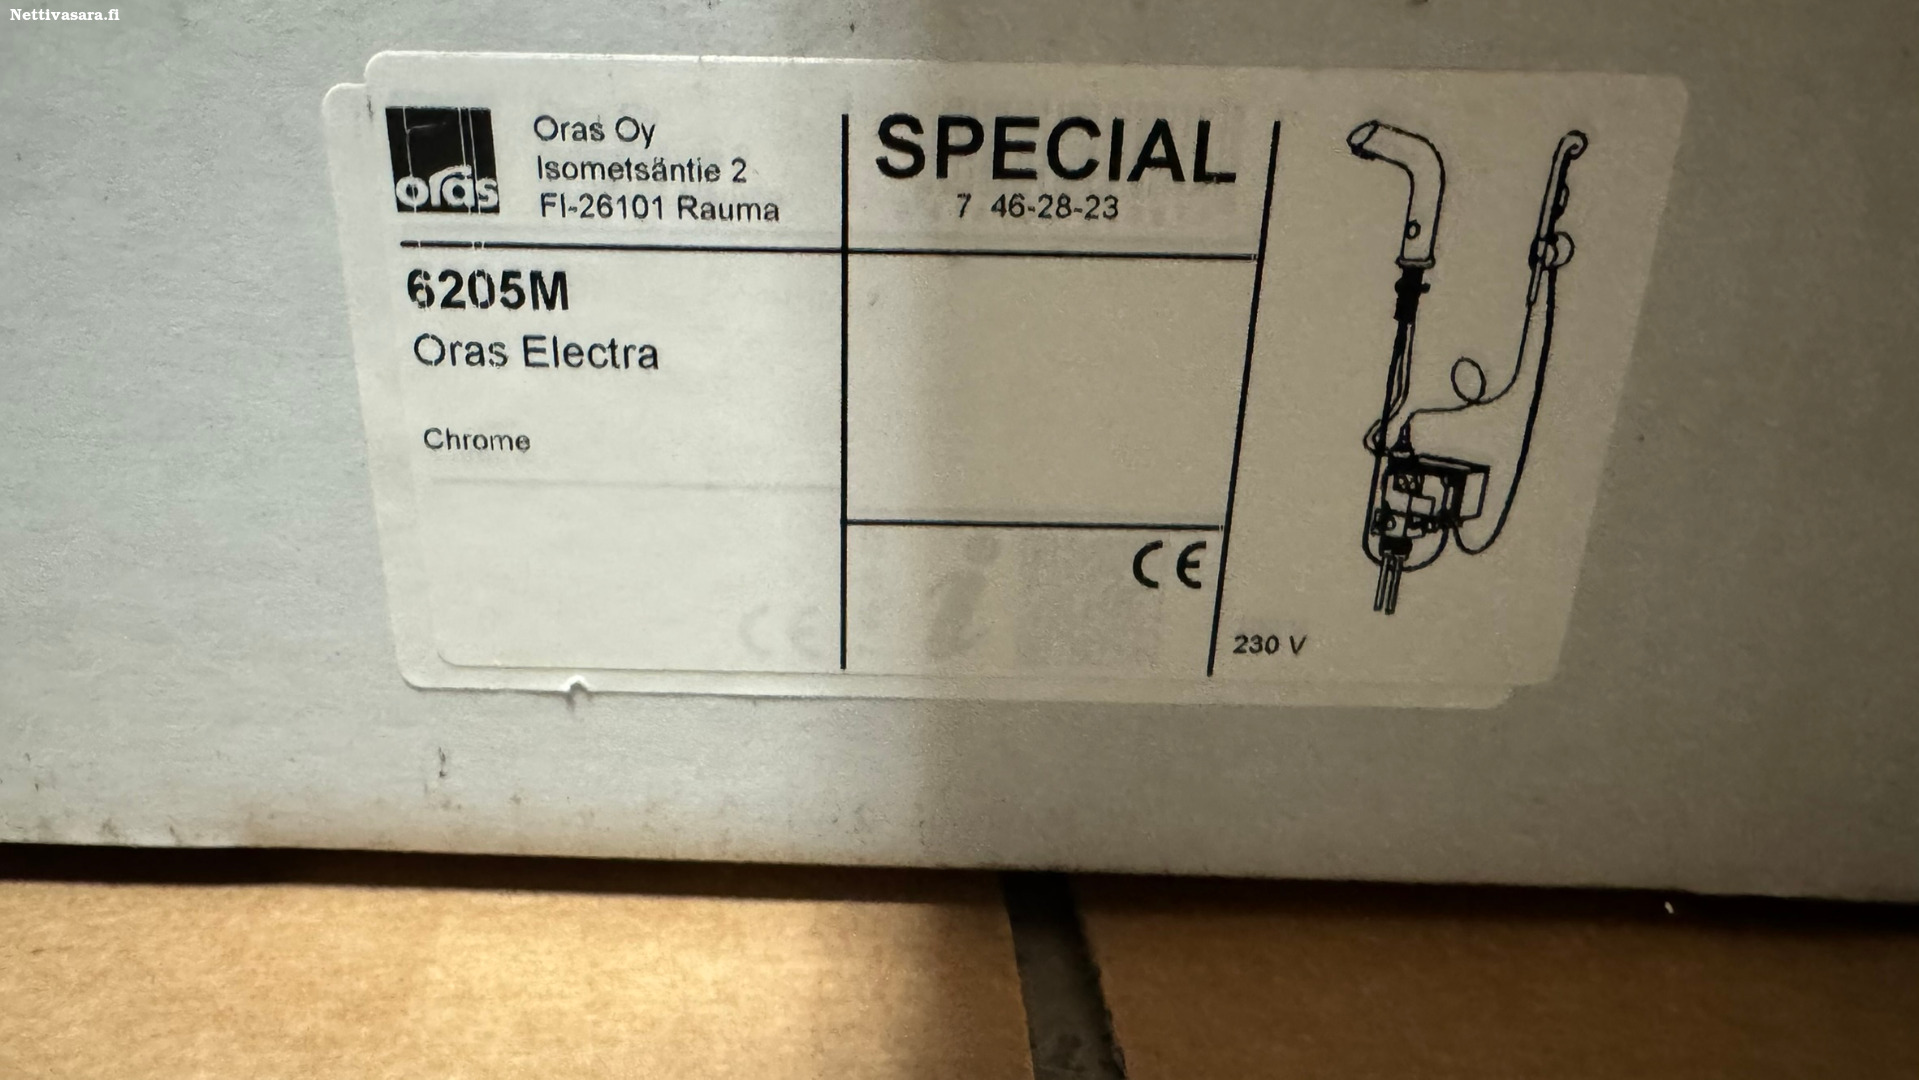 Nettivasara.fi
oras
Oras Oy
Isometsäntie 2
FI-26101 Rauma
SPECIAL
7 46-28-23
6205M
Oras Electra
Chrome
CE
230 V